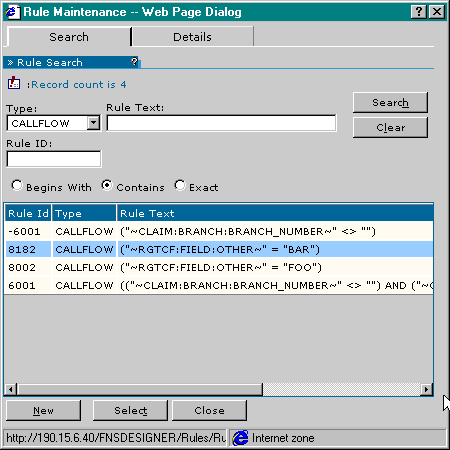 Rule Maintenance -- Web Page Dialog
Search Details
» Rule Search ?
:Record count is 4
Type: Rule Text:
CALLFLOW
Search
Clear
Rule ID:
Begins With Contains Exact
Rule Id Type Rule Text
-6001 CALLFLOW ("~CLAIM:BRANCH:BRANCH_NUMBER~" <> "")
8182 CALLFLOW ("~RGTCF:FIELD:OTHER~" = "BAR")
8002 CALLFLOW ("~RGTCF:FIELD:OTHER~" = "FOO")
6001 CALLFLOW (("~CLAIM:BRANCH:BRANCH_NUMBER~" <> "") AND ("~C
New Select Close
http://190.15.6.40/FNSDESIGNER/Rules/Ru Internet zone